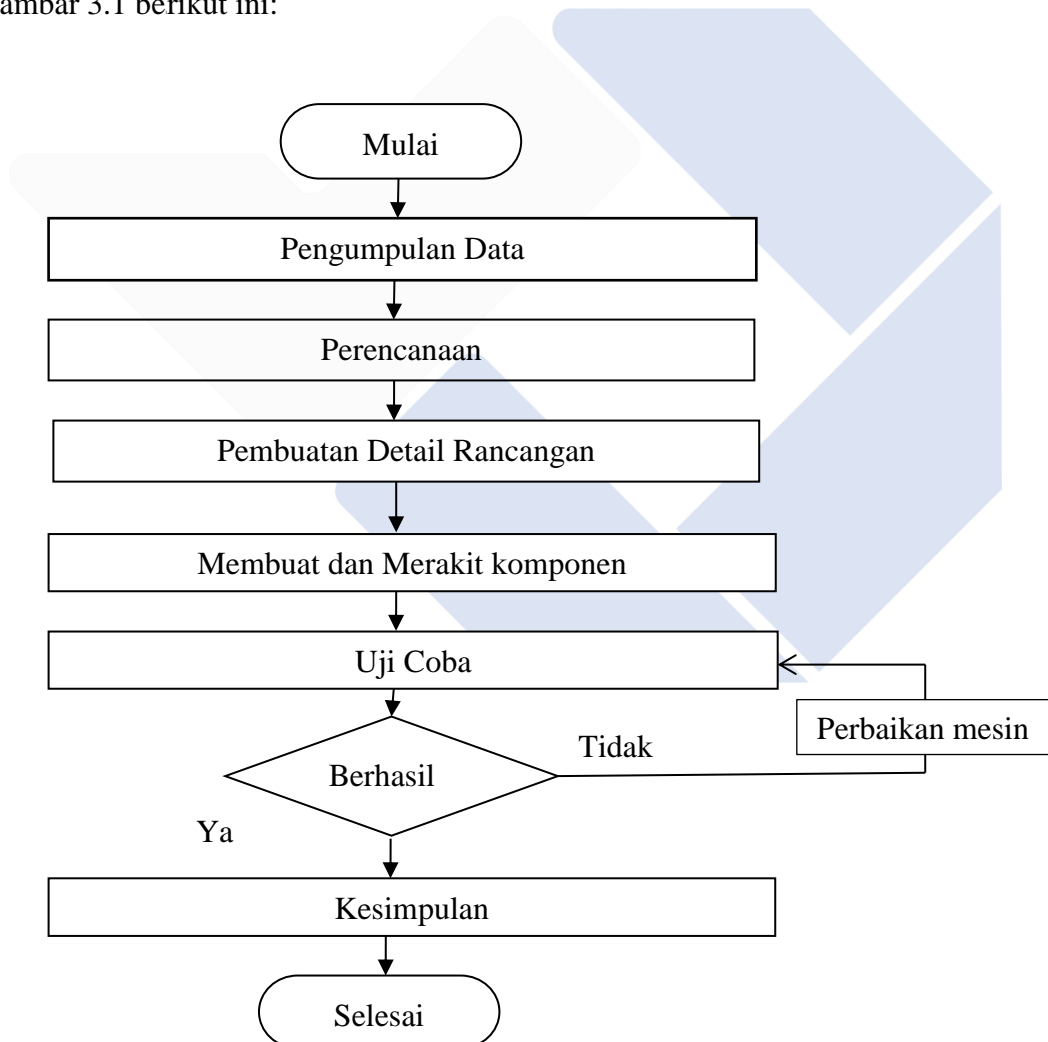 ambar 3.1 berikut ini:
Mulai
Pengumpulan Data
Perencanaan
Pembuatan Detail Rancangan
Membuat dan Merakit komponen
Uji Coba
Perbaikan mesin
Tidak
Berhasil
Ya
Kesimpulan
Selesai